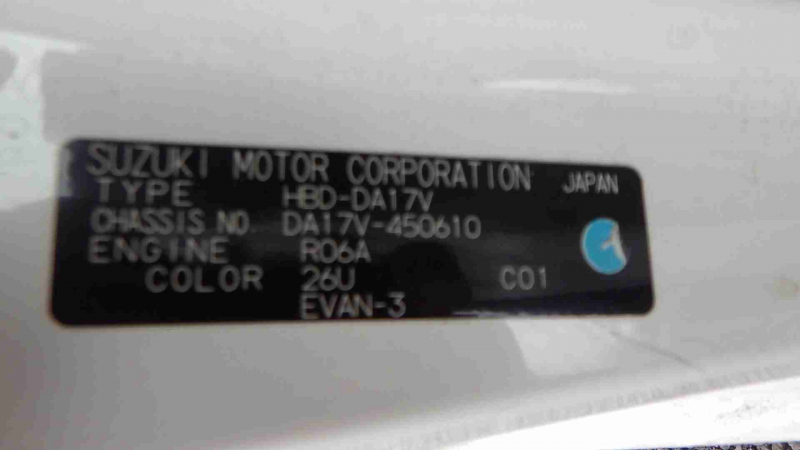 SUZUKI MOTOR CORPORATION JAPAN
TYPE HBD-DA17V
CHASSIS NO. DA17V-450610
ENGINE R06A
COLOR 26U C01
EVAN-3